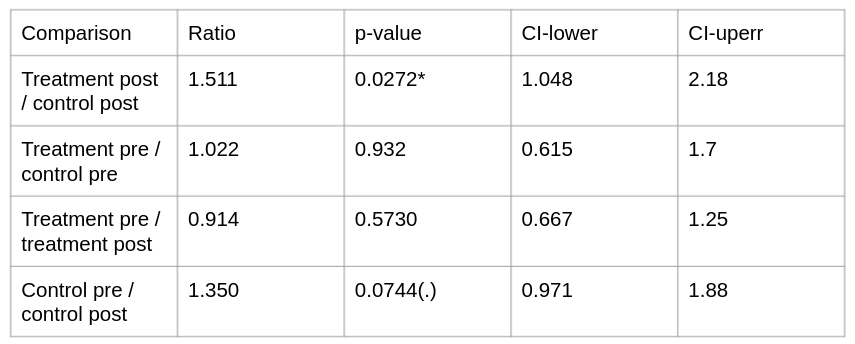 Comparison Ratio p-value CI-lower CI-uperr
Treatment post 1.511 0.0272* 1.048 2.18
/ control post
Treatment pre / 1.022 0.932 0.615 1.7
control pre
Treatment pre / 0.914 0.5730 0.667 1.25
treatment post
Control pre / 1.350 0.0744(.) 0.971 1.88
control post